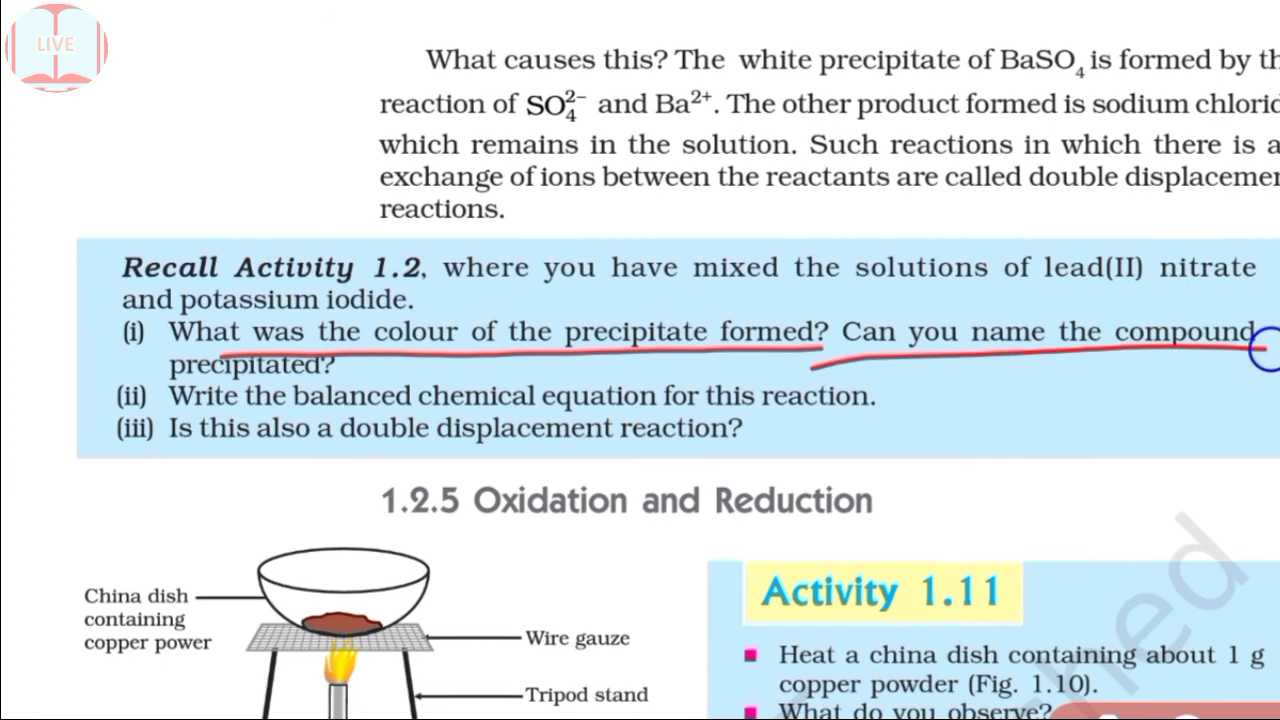 LIVE
What causes this? The white precipitate of BaSO₄ is formed by th
reaction of SO₄²⁻ and Ba²⁺. The other product formed is sodium chlorid
which remains in the solution. Such reactions in which there is a
exchange of ions between the reactants are called double displacemen
reactions.
Recall Activity 1.2, where you have mixed the solutions of lead(II) nitrate
and potassium iodide.
(i) What was the colour of the precipitate formed? Can you name the compound
precipitated?
(ii) Write the balanced chemical equation for this reaction.
(iii) Is this also a double displacement reaction?
1.2.5 Oxidation and Reduction
China dish
containing
copper power
Wire gauze
Tripod stand
Activity 1.11
■ Heat a china dish containing about 1 g
copper powder (Fig. 1.10).
■ What do you observe?